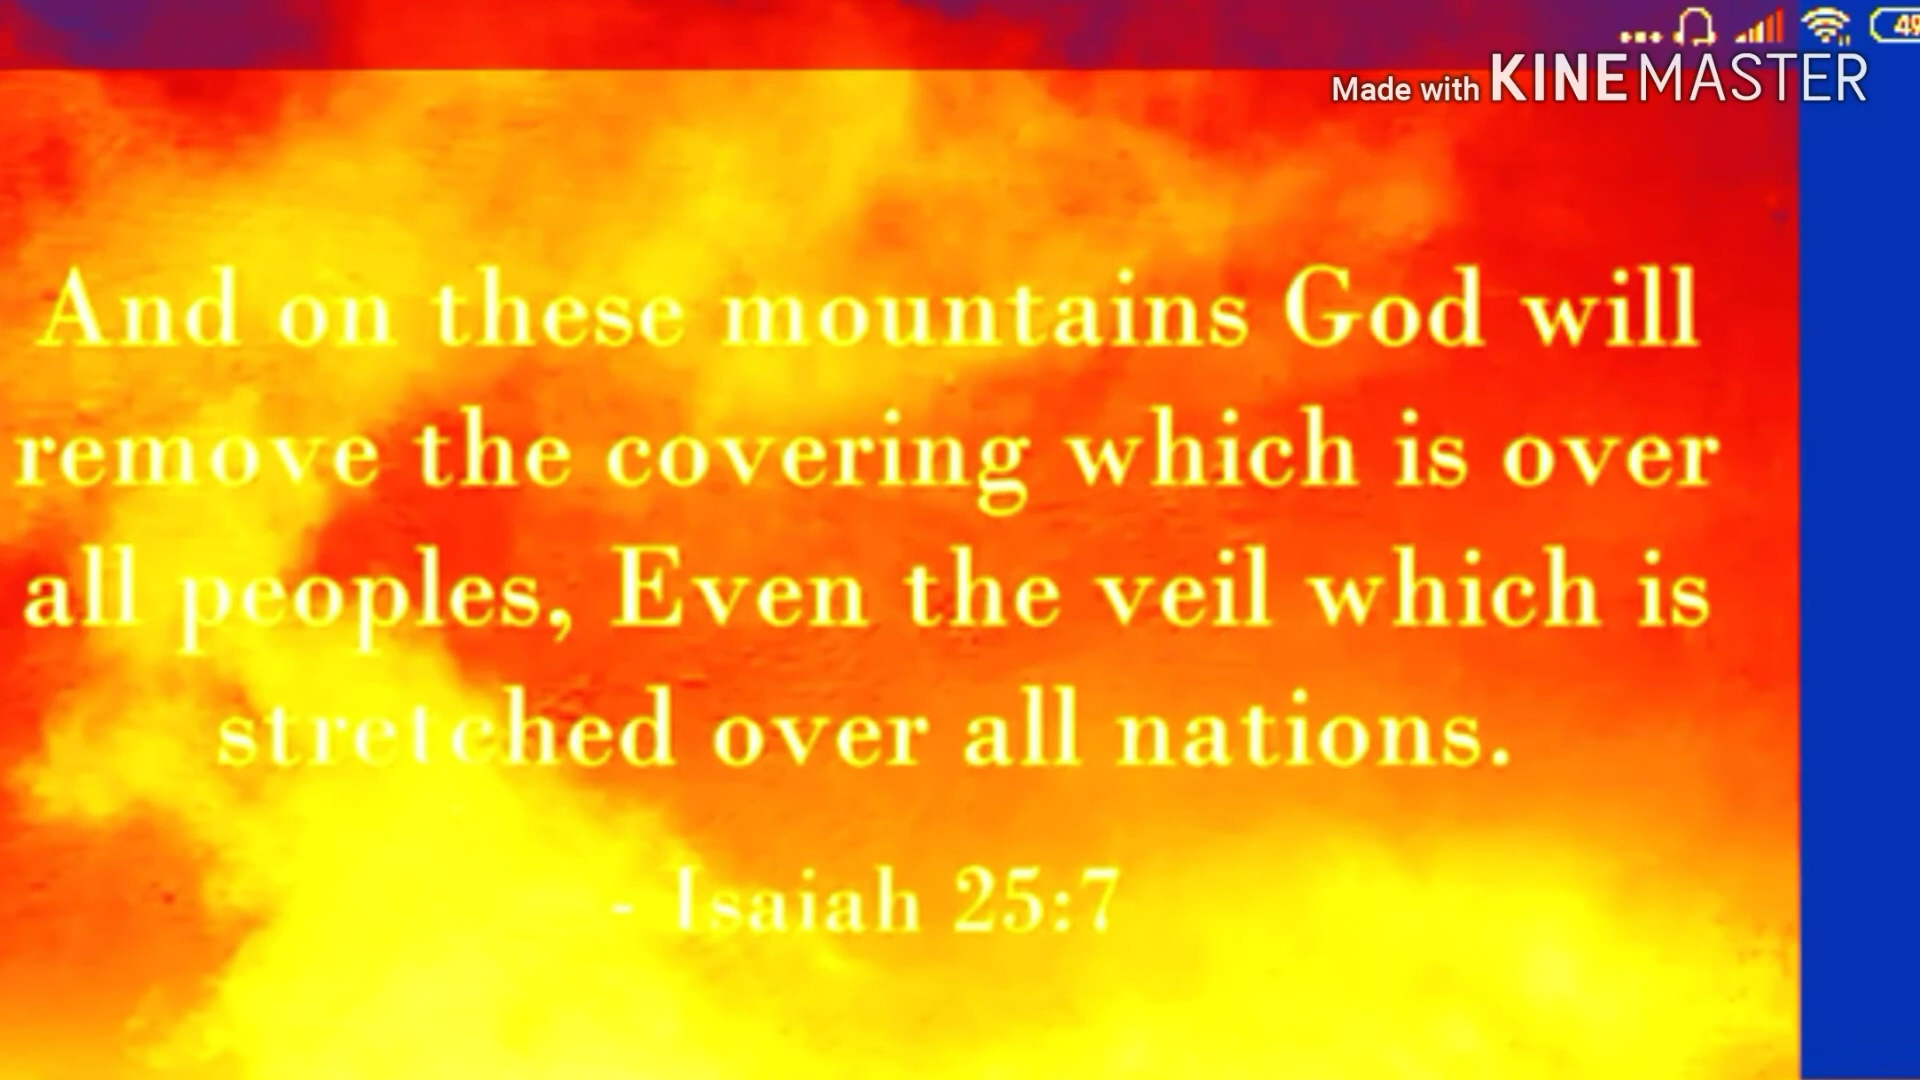 49
Made with KINEMASTER
And on these mountains God will
remove the covering which is over
all peoples, Even the veil which is
stretched over all nations.
- Isaiah 25:7